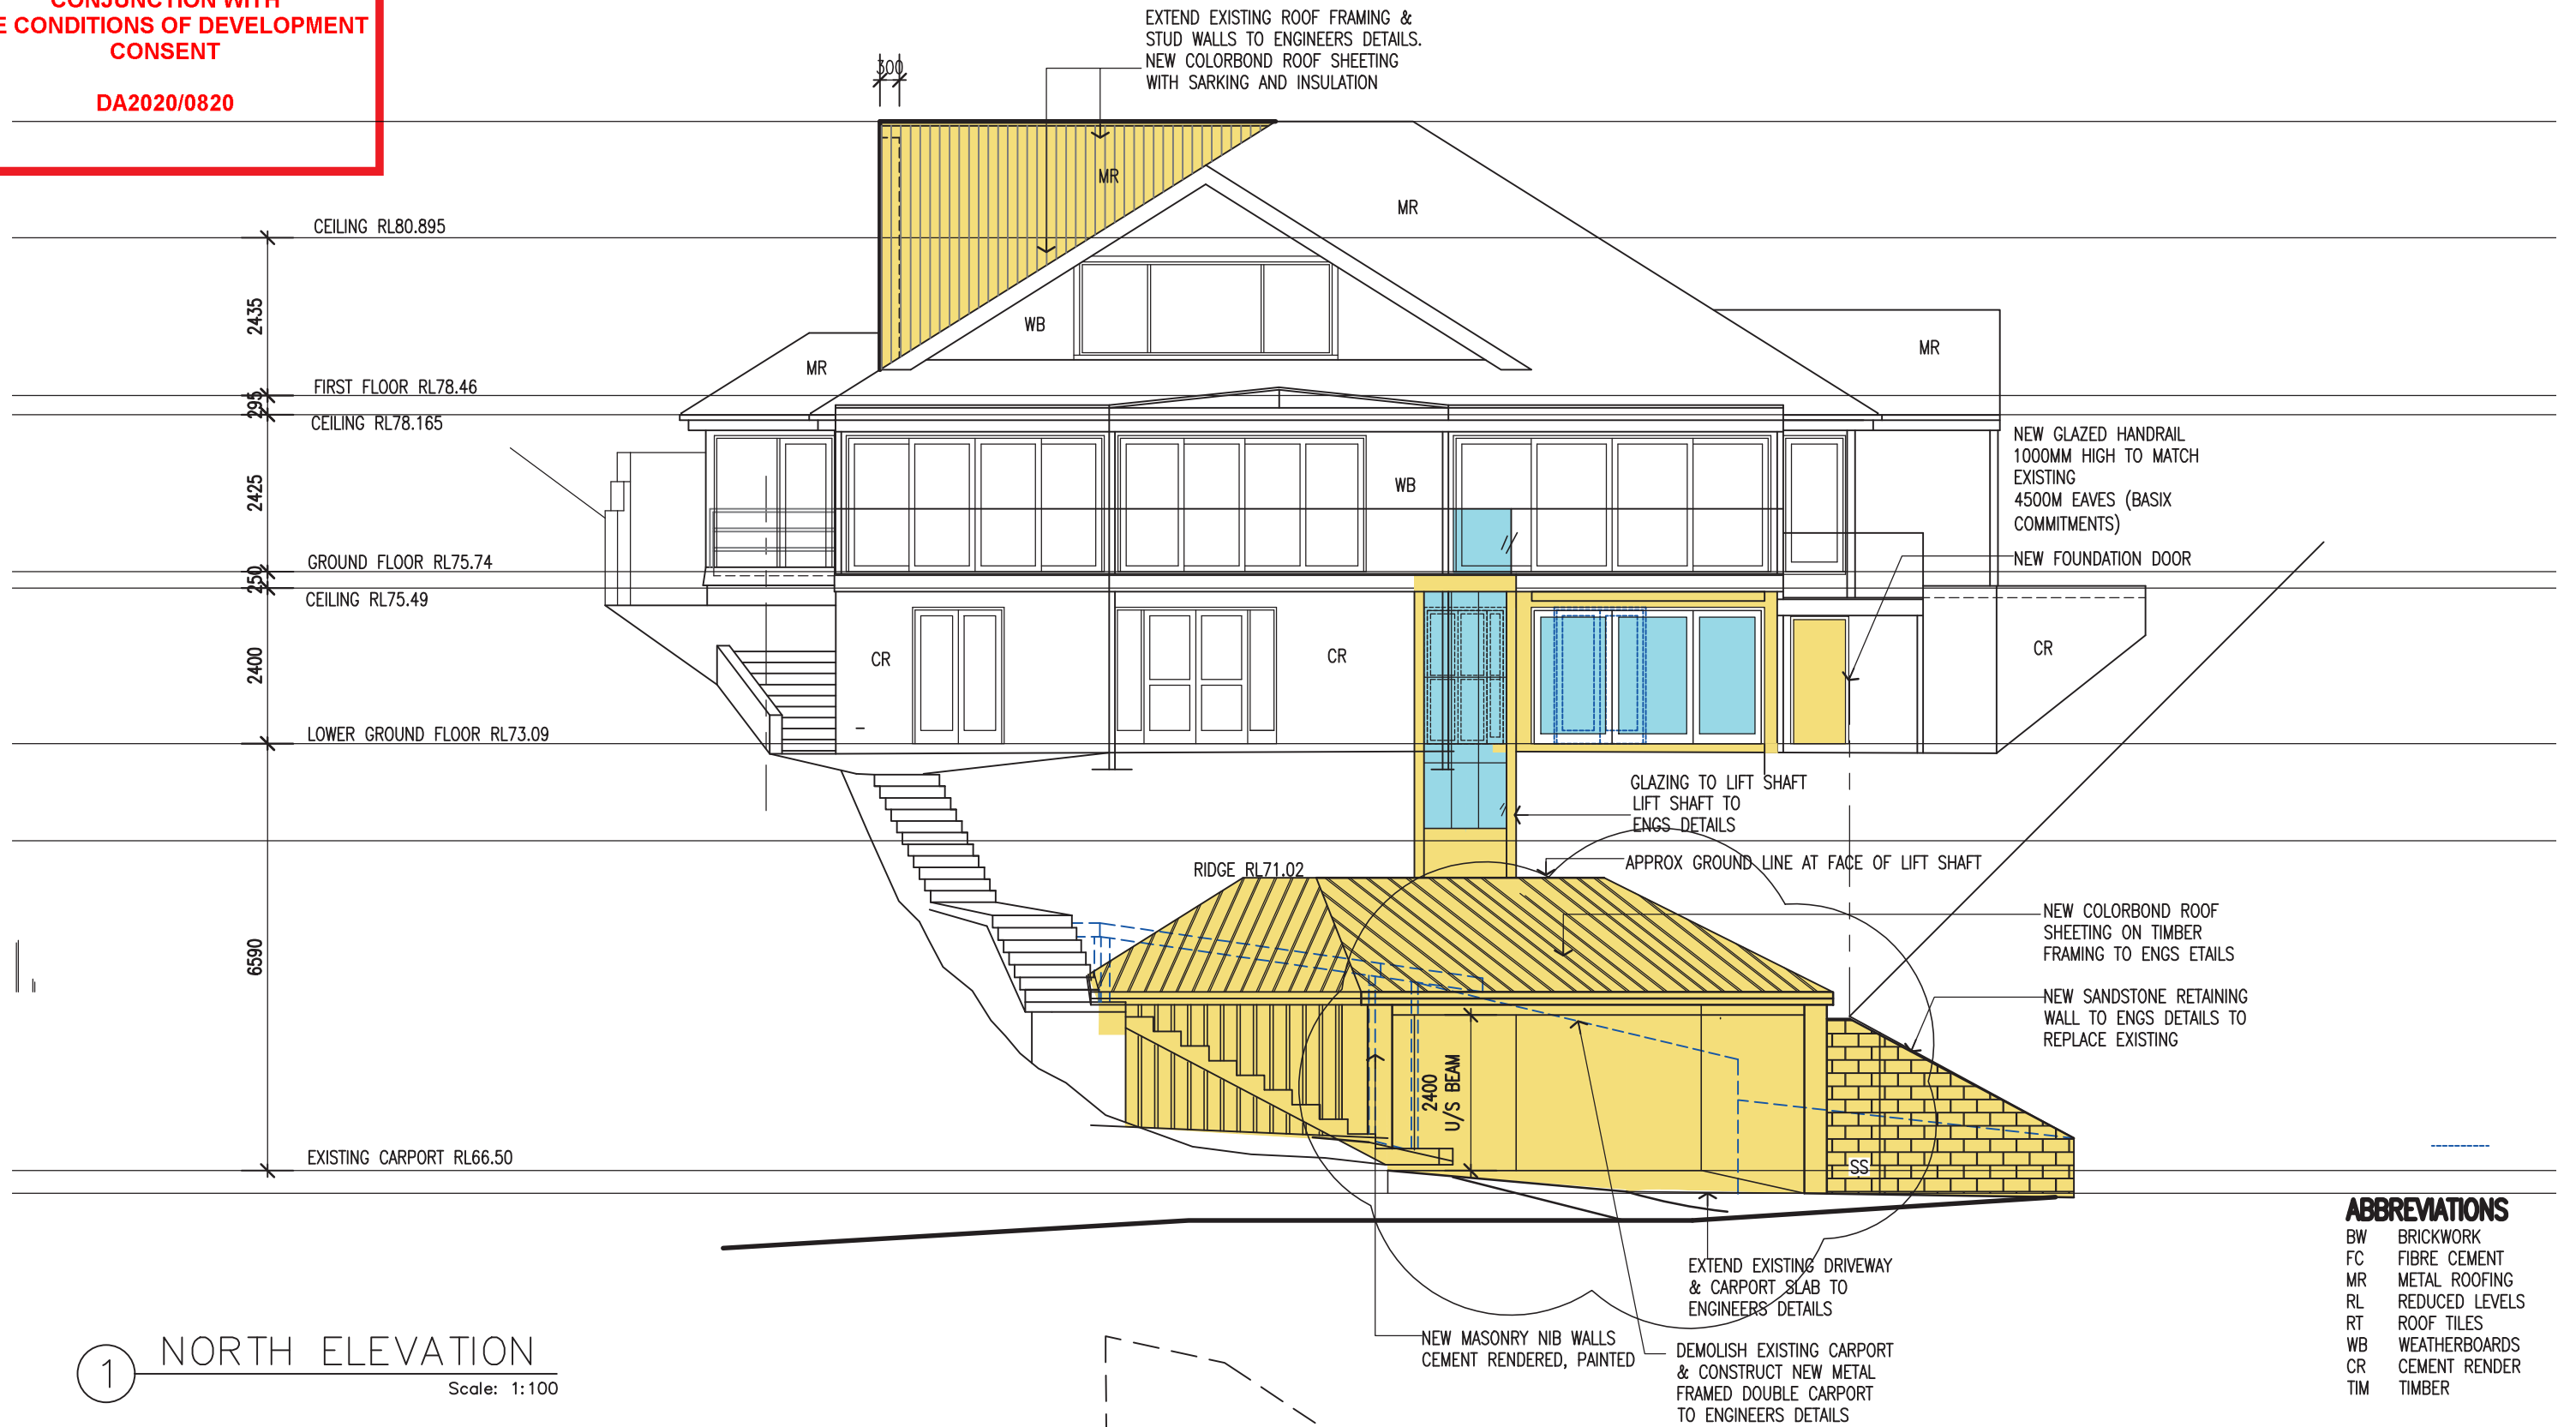 CONJUNCTION WITH
E CONDITIONS OF DEVELOPMENT
CONSENT
DA2020/0820
EXTEND EXISTING ROOF FRAMING &
STUD WALLS TO ENGINEERS DETAILS.
NEW COLORBOND ROOF SHEETING
WITH SARKING AND INSULATION
300
MR
MR
CEILING RL80.895
2435
WB
MR
MR
FIRST FLOOR RL78.46
295
CEILING RL78.165
NEW GLAZED HANDRAIL
1000MM HIGH TO MATCH
EXISTING
4500M EAVES (BASIX
COMMITMENTS)
2425
WB
NEW FOUNDATION DOOR
GROUND FLOOR RL75.74
250
CEILING RL75.49
2400
CR
CR
CR
LOWER GROUND FLOOR RL73.09
GLAZING TO LIFT SHAFT
LIFT SHAFT TO
ENGS DETAILS
RIDGE RL71.02
APPROX GROUND LINE AT FACE OF LIFT SHAFT
6590
NEW COLORBOND ROOF
SHEETING ON TIMBER
FRAMING TO ENGS ETAILS
NEW SANDSTONE RETAINING
WALL TO ENGS DETAILS TO
REPLACE EXISTING
2400
U/S BEAM
EXISTING CARPORT RL66.50
SS
EXTEND EXISTING DRIVEWAY
& CARPORT SLAB TO
ENGINEERS DETAILS
NEW MASONRY NIB WALLS
CEMENT RENDERED, PAINTED
DEMOLISH EXISTING CARPORT
& CONSTRUCT NEW METAL
FRAMED DOUBLE CARPORT
TO ENGINEERS DETAILS
1 NORTH ELEVATION
Scale: 1:100
ABBREVIATIONS
BW BRICKWORK
FC FIBRE CEMENT
MR METAL ROOFING
RL REDUCED LEVELS
RT ROOF TILES
WB WEATHERBOARDS
CR CEMENT RENDER
TIM TIMBER